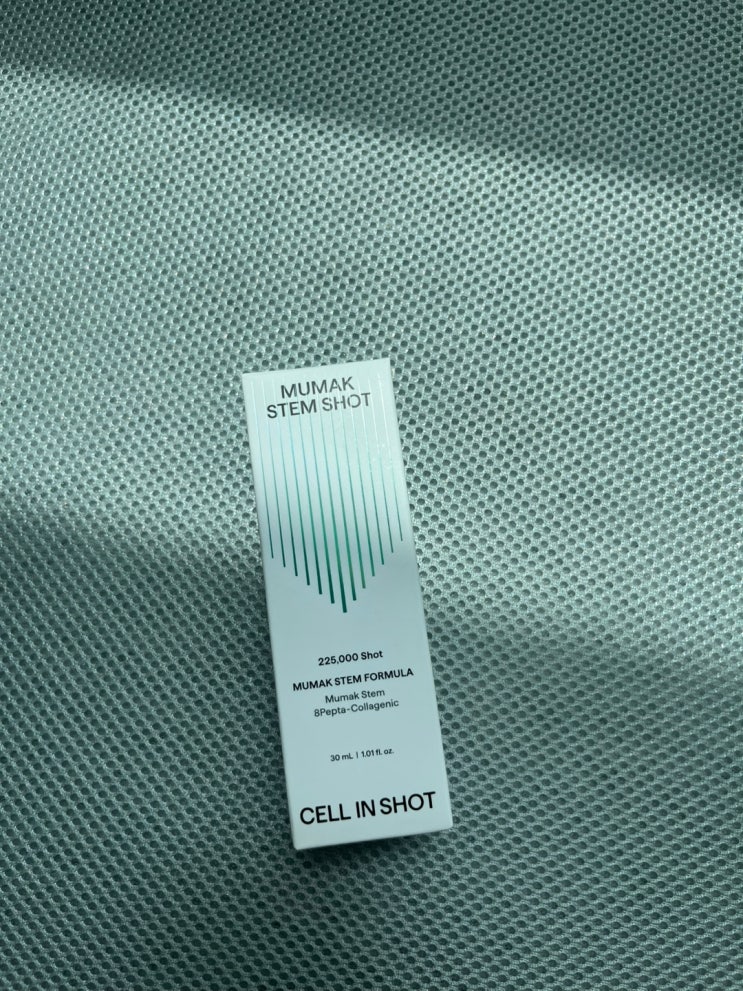 MUMAK
STEM SHOT
225,000 Shot
MUMAK STEM FORMULA
Mumak Stem
8Pepta-Collagenic
30 mL | 1.01 fl. oz.
CELL IN SHOT